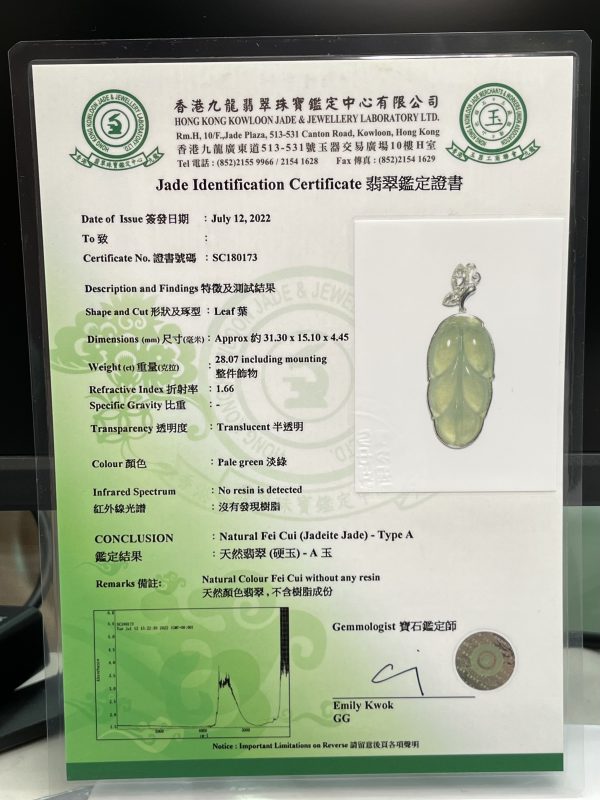 香港九龍翡翠珠寶鑑定中心有限公司
HONG KONG KOWLOON JADE & JEWELLERY LABORATORY LTD.
Rm.H, 10/F.,Jade Plaza, 513-531 Canton Road, Kowloon, Hong Kong
香港九龍廣東道513-531號玉器交易廣場10樓H室
Tel 電話 : (852)2155 9966 / 2154 1628 Fax 傳真 : (852)2154 1629
Jade Identification Certificate 翡翠鑑定證書
Date of Issue 簽發日期 : July 12, 2022
To 致 :
Certificate No. 證書號碼 : SC180173
Description and Findings 特徵及測試結果
Shape and Cut 形狀及琢型 : Leaf 葉
Dimensions (mm) 尺寸(毫米) : Approx 約 31.30 x 15.10 x 4.45
Weight (ct) 重量(克拉) : 28.07 including mounting
整件飾物
Refractive Index 折射率 : 1.66
Specific Gravity 比重 : -
Transparency 透明度 : Translucent 半透明
Colour 顏色 : Pale green 淡綠
Infrared Spectrum : No resin is detected
紅外線光譜 : 沒有發現樹脂
CONCLUSION : Natural Fei Cui (Jadeite Jade) - Type A
鑑定結果 : 天然翡翠 (硬玉) - A 玉
Remarks 備註: Natural Colour Fei Cui without any resin
天然顏色翡翠 , 不含樹脂成份
SC180173
Gemmologist 寶石鑑定師
Emily Kwok
GG
Notice : Important Limitations on Reverse 請留意後頁各項聲明